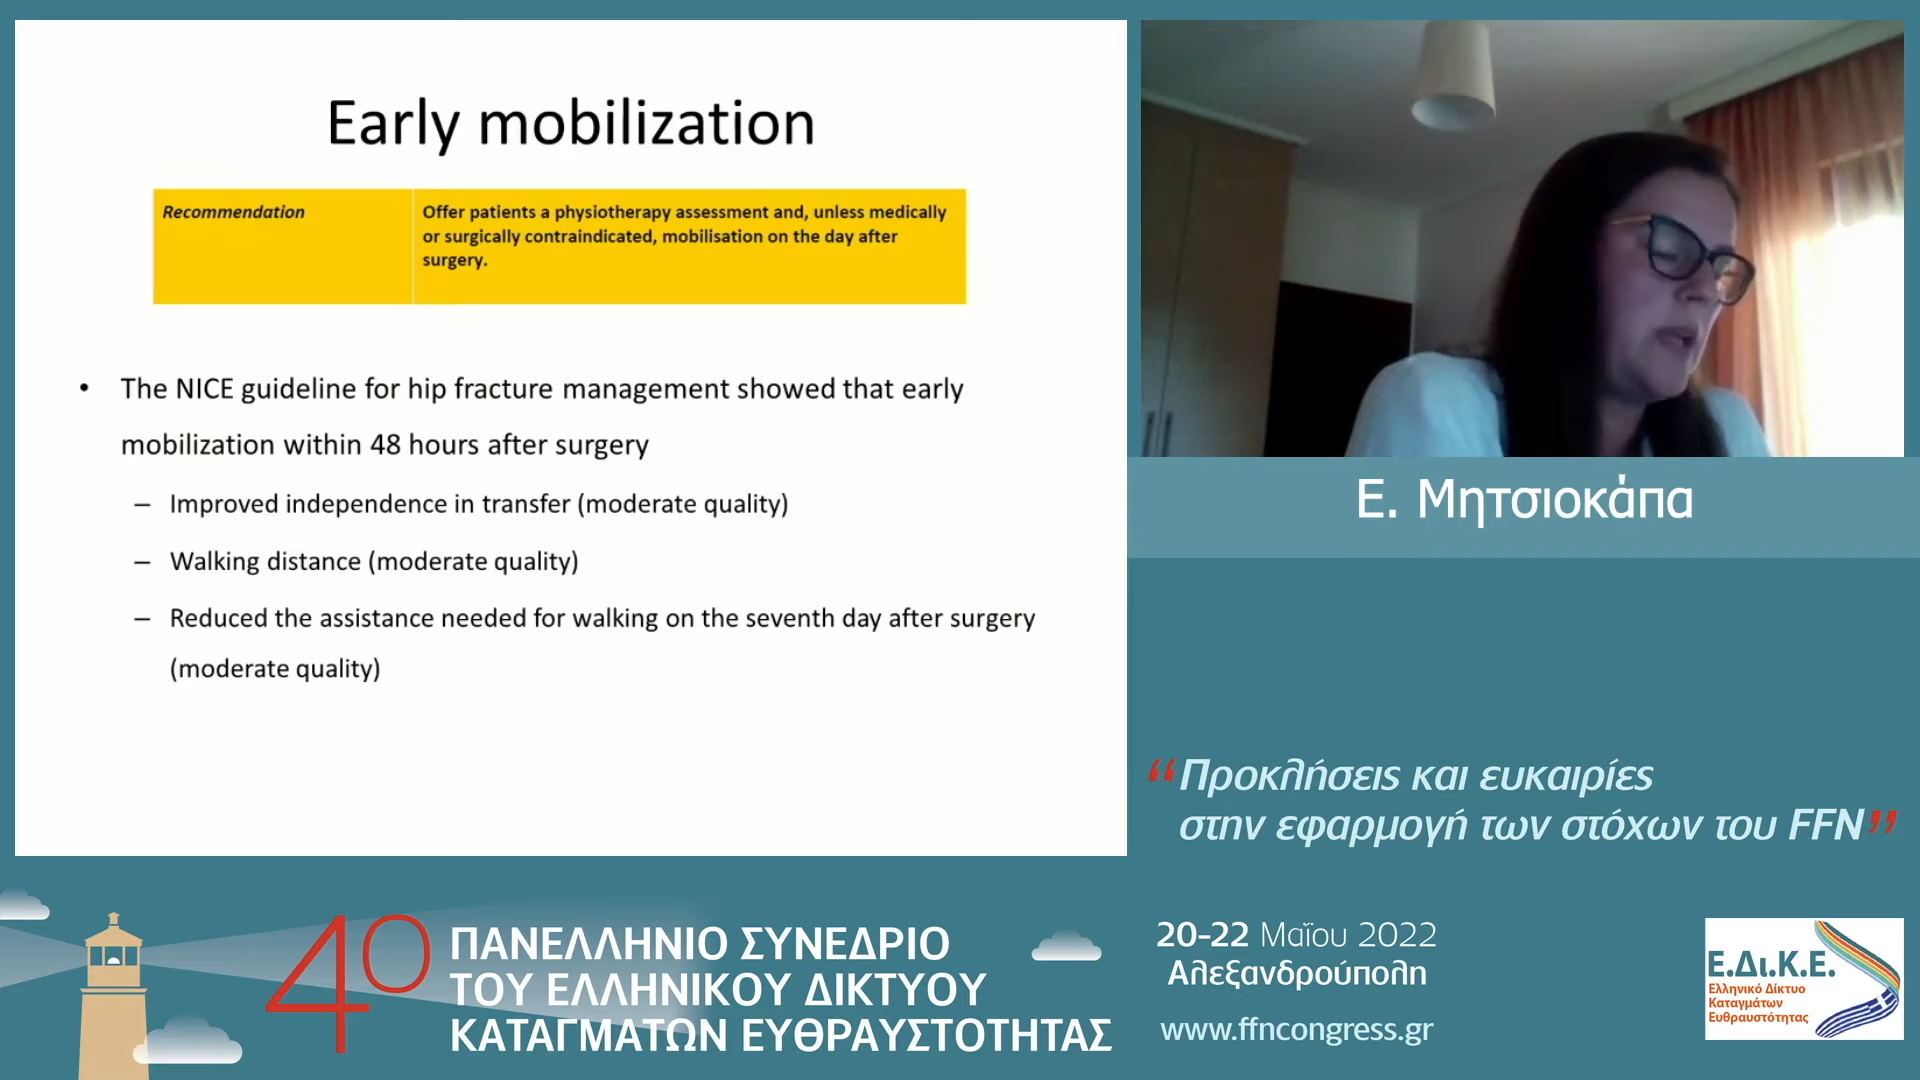 Early mobilization
Recommendation
Offer patients a physiotherapy assessment and, unless medically
or surgically contraindicated, mobilisation on the day after
surgery.
• The NICE guideline for hip fracture management showed that early
mobilization within 48 hours after surgery
– Improved independence in transfer (moderate quality)
– Walking distance (moderate quality)
– Reduced the assistance needed for walking on the seventh day after surgery
(moderate quality)
Ε. Μητσιοκάπα
“Προκλήσεις και ευκαιρίες
στην εφαρμογή των στόχων του FFN”
4ο
ΠΑΝΕΛΛΗΝΙΟ ΣΥΝΕΔΡΙΟ
ΤΟΥ ΕΛΛΗΝΙΚΟΥ ΔΙΚΤΥΟΥ
ΚΑΤΑΓΜΑΤΩΝ ΕΥΘΡΑΥΣΤΟΤΗΤΑΣ
20-22 Μαΐου 2022
Αλεξανδρούπολη
www.ffncongress.gr
Ε.Δι.Κ.Ε.
Ελληνικό Δίκτυο
Καταγμάτων
Ευθραυστότητας